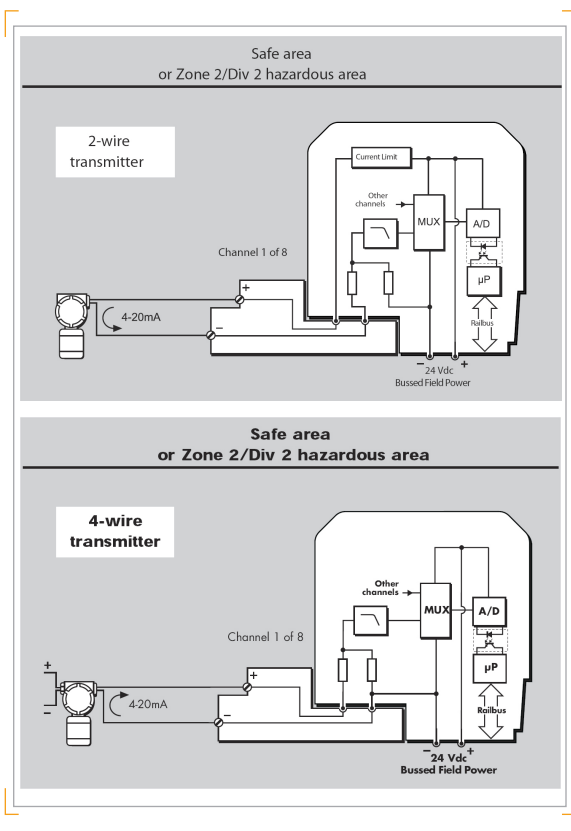 Safe area
or Zone 2/Div 2 hazardous area
2-wire
transmitter
Current Limit
Other
channels
MUX
A/D
Channel 1 of 8
µP
+
4-20mA
Railbus
−
− +
24 Vdc
Bussed Field Power
Safe area
or Zone 2/Div 2 hazardous area
4-wire
transmitter
Other
channels
MUX
A/D
Channel 1 of 8
µP
+
+
4-20mA
Railbus
−
−
− +
24 Vdc
Bussed Field Power